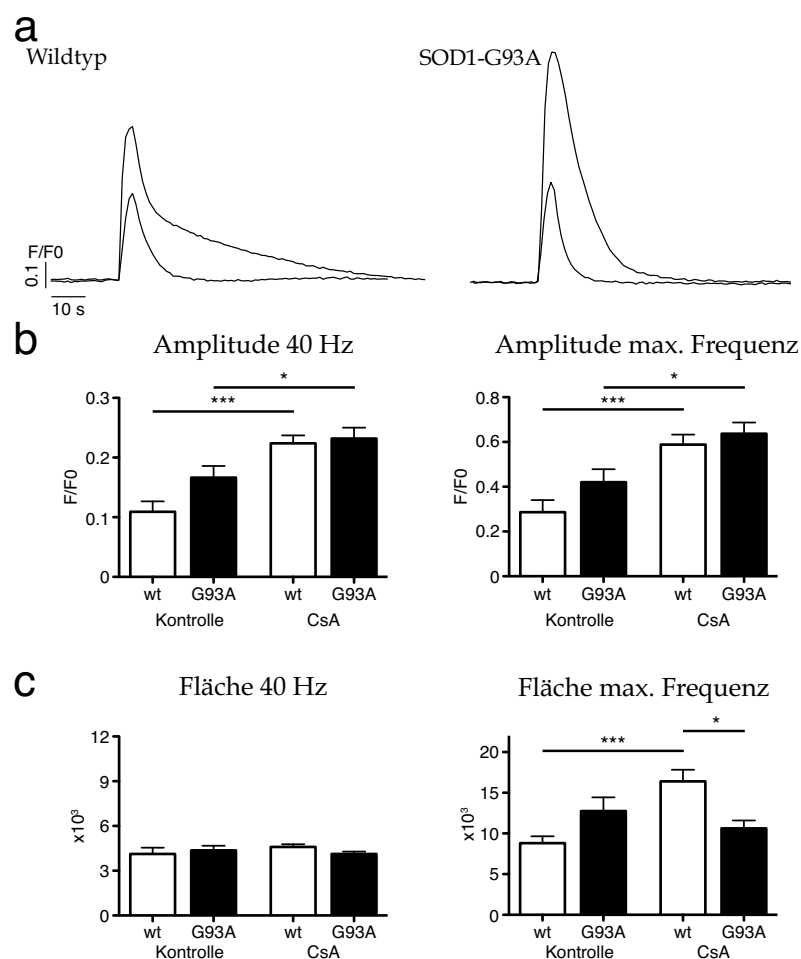 a
Wildtyp
SOD1-G93A
F/F0
0.1
10 s
b
Amplitude 40 Hz
Amplitude max. Frequenz
*
***
0.3
0.2
0.1
0
F/F0
wt
G93A
wt
G93A
Kontrolle
CsA
*
***
0.8
0.6
0.4
0.2
0
F/F0
wt
G93A
wt
G93A
Kontrolle
CsA
c
Fläche 40 Hz
Fläche max. Frequenz
12
9
6
3
0
x10³
wt
G93A
wt
G93A
Kontrolle
CsA
*
***
20
15
10
5
0
x10³
wt
G93A
wt
G93A
Kontrolle
CsA